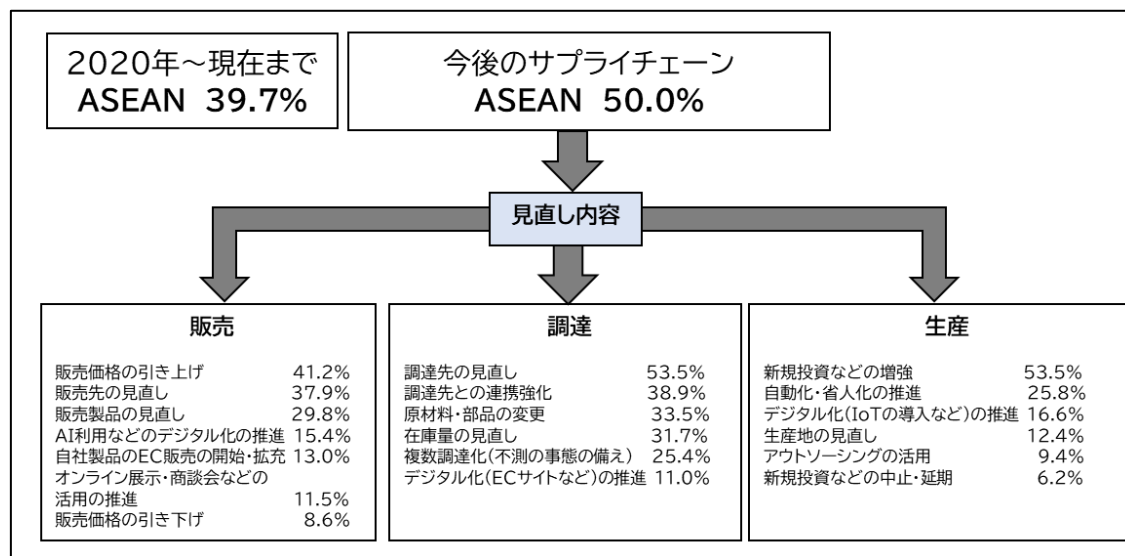 2020年～現在まで
ASEAN 39.7%
今後のサプライチェーン
ASEAN 50.0%
見直し内容
販売
販売価格の引き上げ 41.2%
販売先の見直し 37.9%
販売製品の見直し 29.8%
AI利用などのデジタル化の推進 15.4%
自社製品のEC販売の開始・拡充 13.0%
オンライン展示・商談会などの
活用の推進 11.5%
販売価格の引き下げ 8.6%
調達
調達先の見直し 53.5%
調達先との連携強化 38.9%
原材料・部品の変更 33.5%
在庫量の見直し 31.7%
複数調達化(不測の事態の備え) 25.4%
デジタル化(ECサイトなど)の推進 11.0%
生産
新規投資などの増強 53.5%
自動化・省人化の推進 25.8%
デジタル化(IoTの導入など)の推進 16.6%
生産地の見直し 12.4%
アウトソーシングの活用 9.4%
新規投資などの中止・延期 6.2%